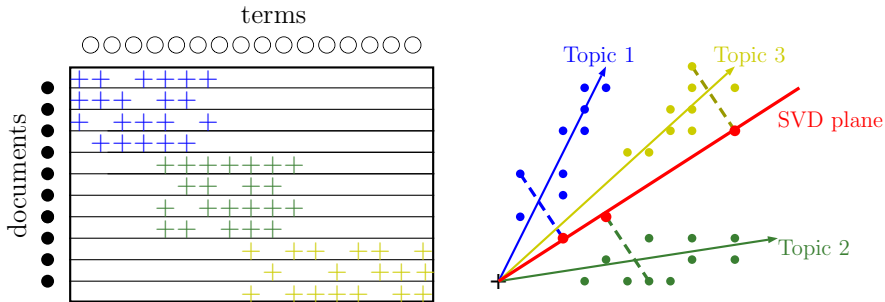 terms
documents
Topic 1
Topic 3
SVD plane
Topic 2